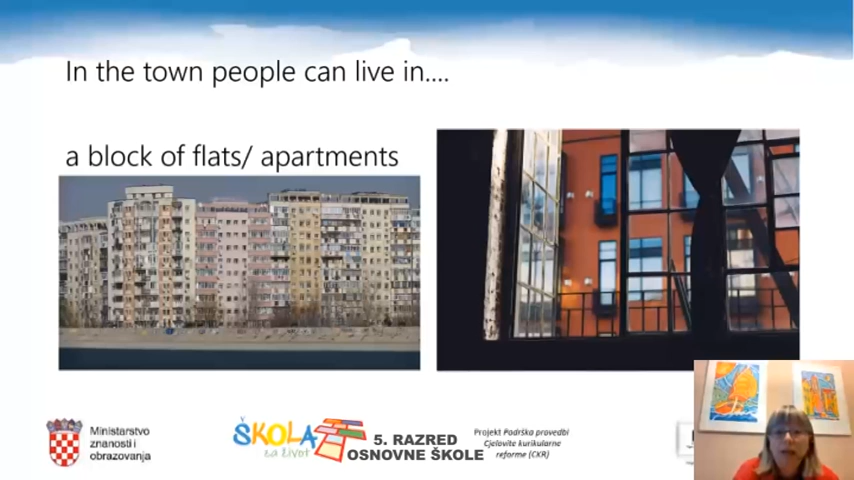 In the town people can live in....
a block of flats/ apartments
Ministarstvo
znanosti i
obrazovanja
ŠKOLA
za život
5. RAZRED
OSNOVNE ŠKOLE
Projekt Podrška provedbi
Cjelovite kurikularne
reforme (CKR)